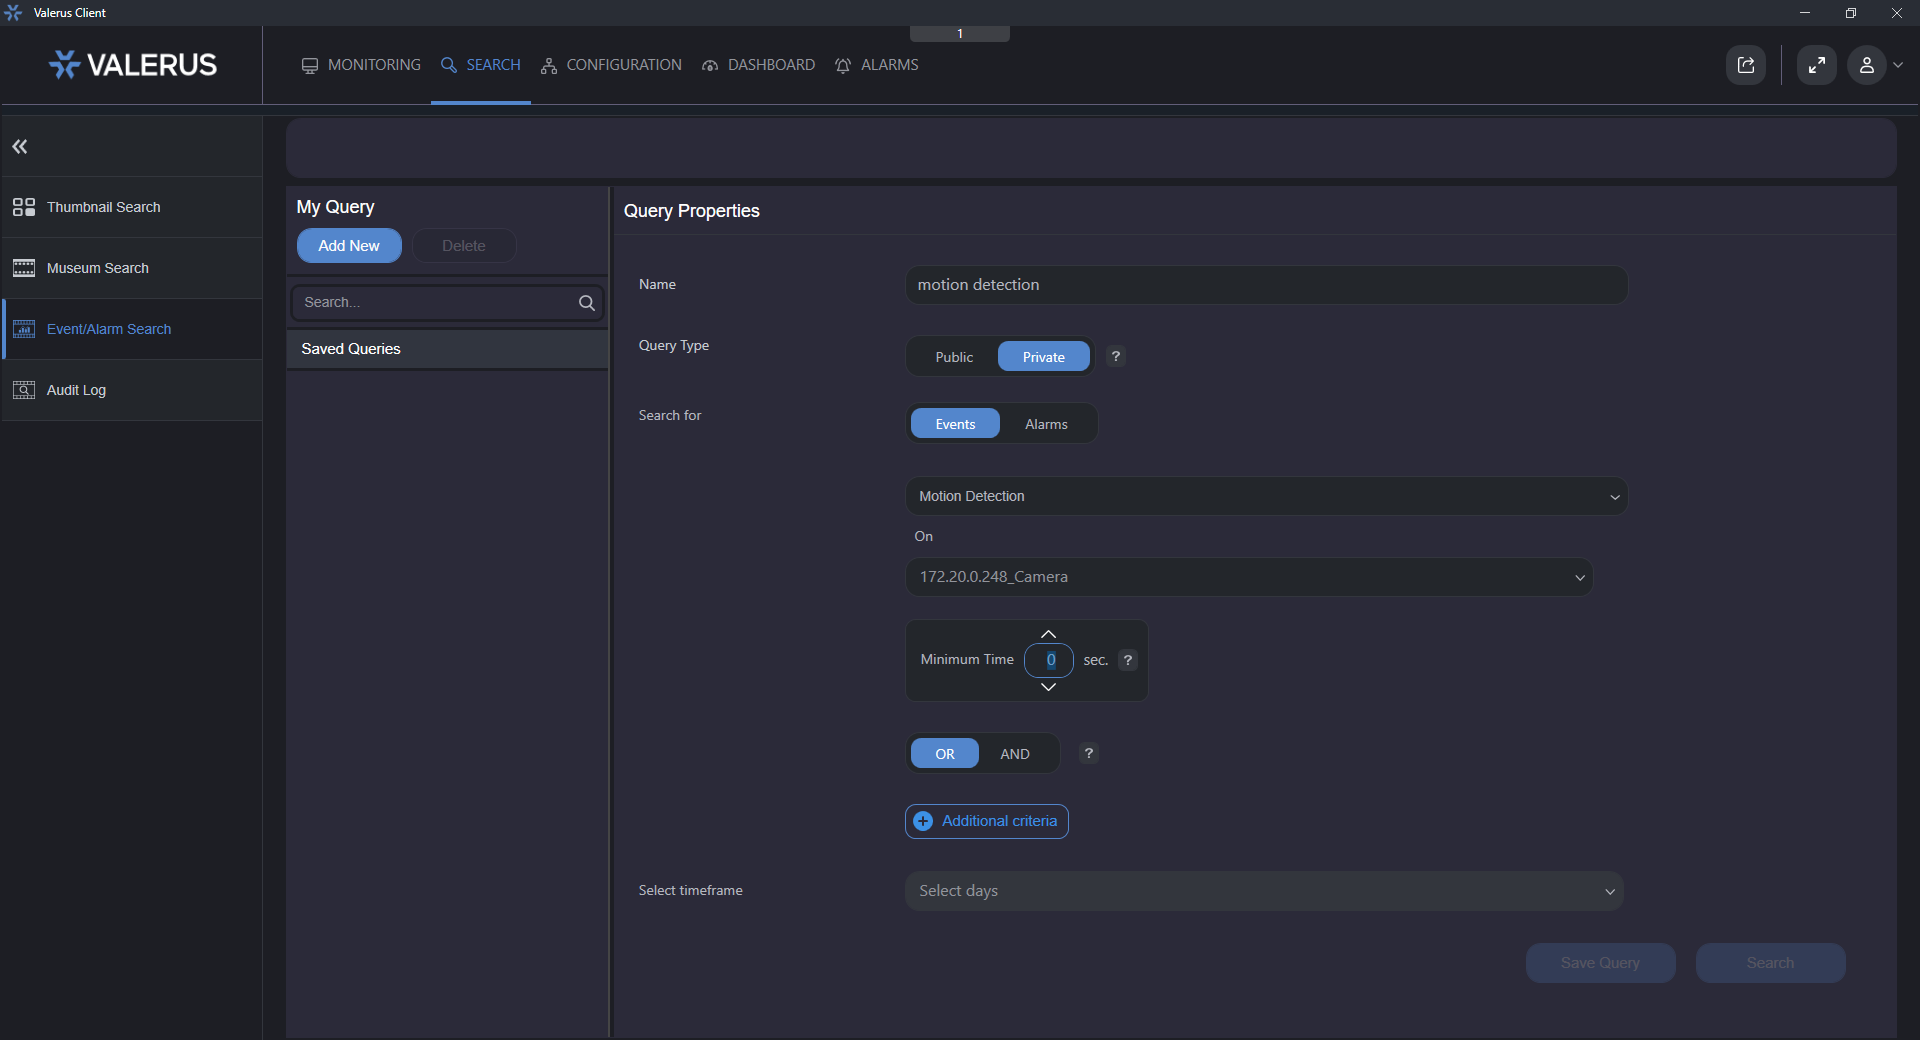 Valerus Client
1
VALERUS
MONITORING
SEARCH
CONFIGURATION
DASHBOARD
ALARMS
Thumbnail Search
Museum Search
Event/Alarm Search
Audit Log
My Query
Add New
Delete
Search...
Saved Queries
Query Properties
Name
motion detection
Query Type
Public
Private
?
Search for
Events
Alarms
Motion Detection
On
172.20.0.248_Camera
Minimum Time 0 sec. ?
OR
AND
?
Additional criteria
Select timeframe
Select days
Save Query
Search